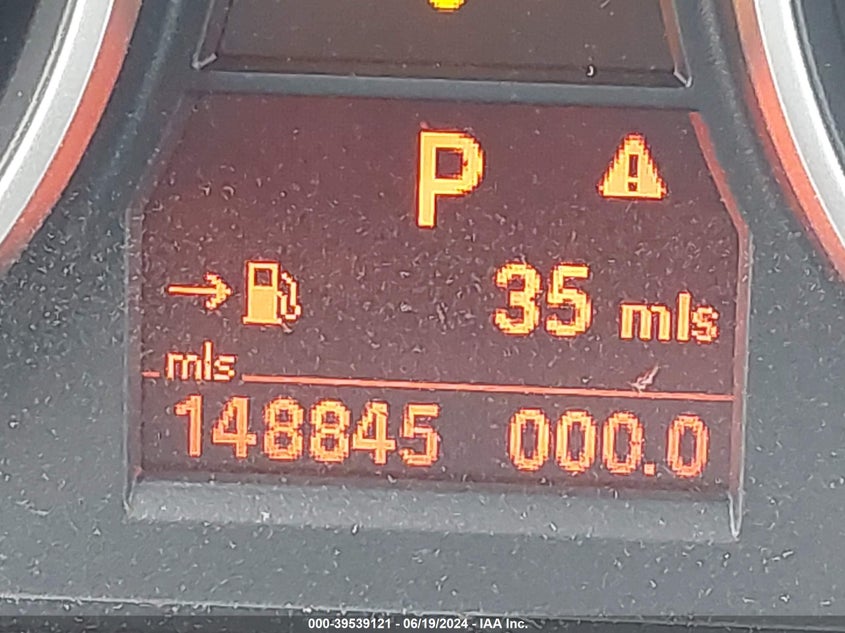 P
35 mls
mls
148845 000.0
000-39539121 - 06/19/2024 - IAA Inc.